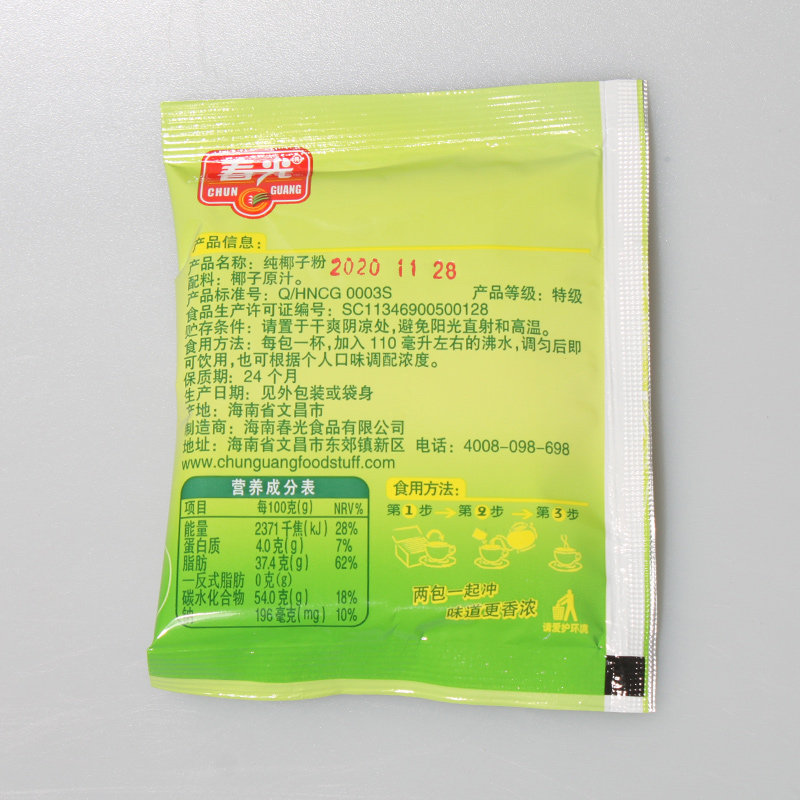 春光®
CHUN GUANG
产品信息：
产品名称：纯椰子粉 2020 11 28
配料：椰子原汁。
产品标准号：Q/HNCG 0003S 产品等级：特级
食品生产许可证编号：SC11346900500128
贮存条件：请置于干爽阴凉处,避免阳光直射和高温。
食用方法：每包一杯,加入 110 毫升左右的沸水,调匀后即
可饮用,也可根据个人口味调配浓度。
保质期：24 个月
生产日期：见外包装或袋身
产地：海南省文昌市
制造商：海南春光食品有限公司
地址：海南省文昌市东郊镇新区 电话：4008-098-698
www.chunguangfoodstuff.com
营养成分表
项目 每100克(g) NRV%
能量 2371 千焦(kJ) 28%
蛋白质 4.0克(g) 7%
脂肪 37.4克(g) 62%
—反式脂肪 0克(g)
碳水化合物 54.0克(g) 18%
钠 196毫克(mg) 10%
食用方法：
第1步 → 第2步 → 第3步
两包一起冲
味道更香浓
请爱护环境